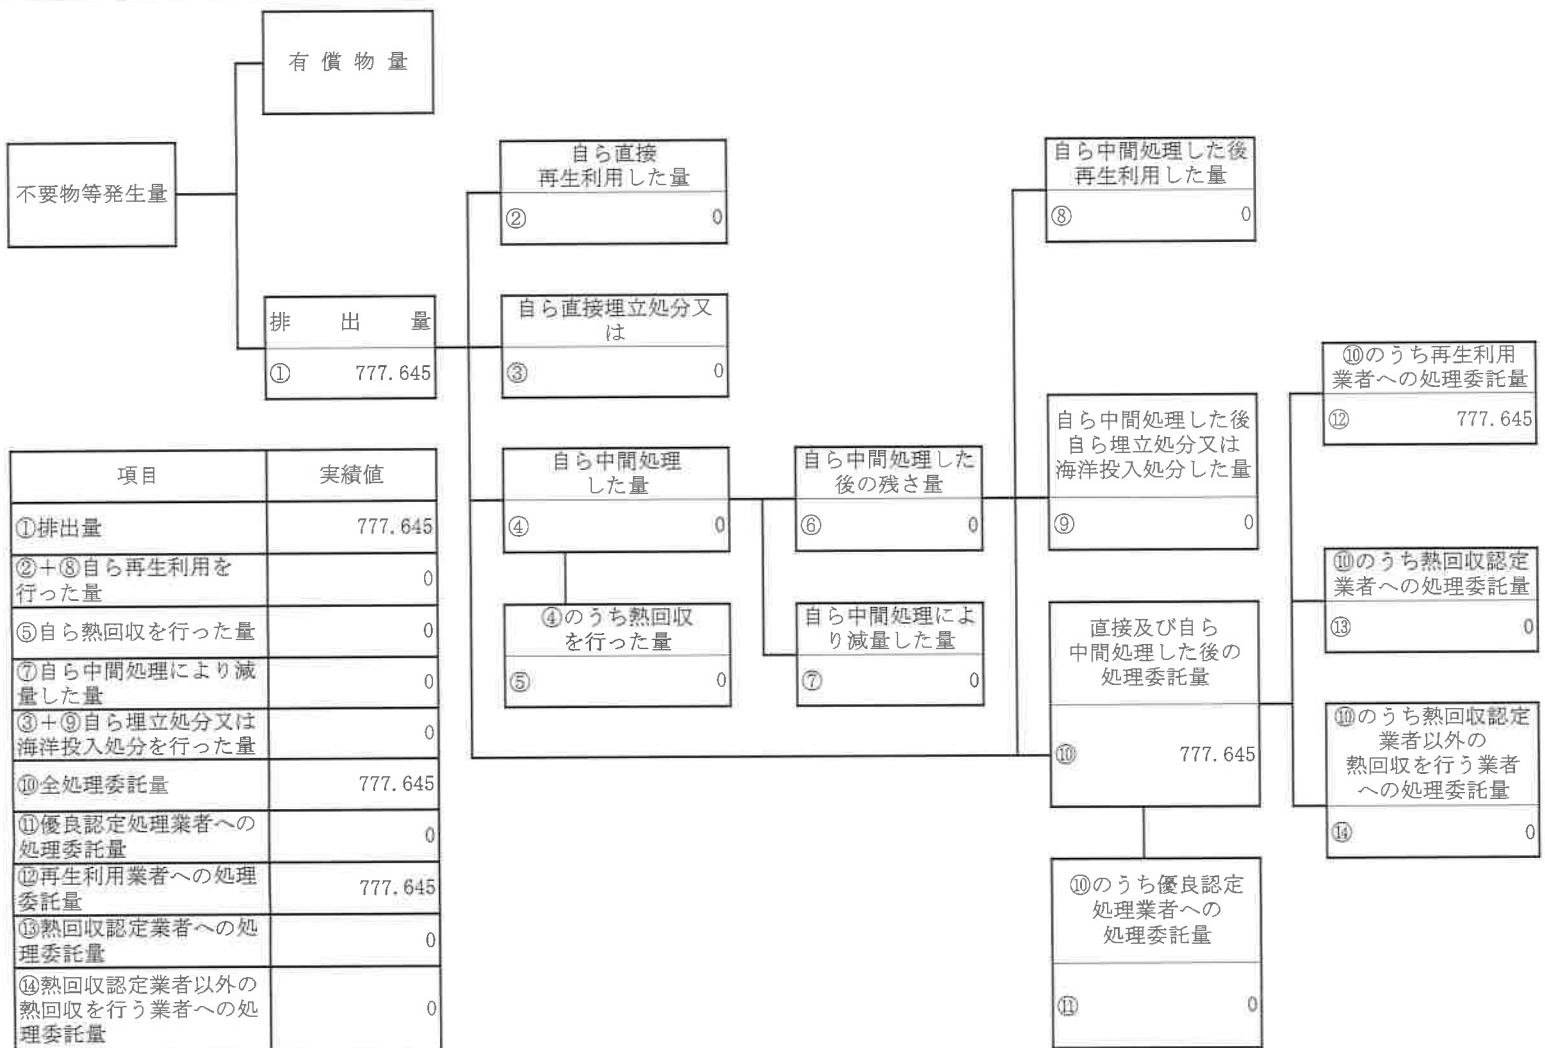 有償物量
不要物等発生量
排出量
① 777.645
自ら直接
再生利用した量
② 0
自ら直接埋立処分又
は
③ 0
自ら中間処理
した量
④ 0
④のうち熱回収
を行った量
⑤ 0
自ら中間処理した
後の残さ量
⑥ 0
自ら中間処理によ
り減量した量
⑦ 0
自ら中間処理した後
再生利用した量
⑧ 0
自ら中間処理した後
自ら埋立処分又は
海洋投入処分した量
⑨ 0
直接及び自ら
中間処理した後の
処理委託量
⑩ 777.645
⑩のうち優良認定
処理業者への
処理委託量
⑪ 0
⑩のうち再生利用
業者への処理委託量
⑫ 777.645
⑩のうち熱回収認定
業者への処理委託量
⑬ 0
⑩のうち熱回収認定
業者以外の
熱回収を行う業者
への処理委託量
⑭ 0
項目 実績値
①排出量 777.645
②+⑧自ら再生利用を
行った量 0
⑤自ら熱回収を行った量 0
⑦自ら中間処理により減
量した量 0
③+⑨自ら埋立処分又は
海洋投入処分を行った量 0
⑩全処理委託量 777.645
⑪優良認定処理業者への
処理委託量 0
⑫再生利用業者への処理
委託量 777.645
⑬熱回収認定業者への処
理委託量 0
⑭熱回収認定業者以外の
熱回収を行う業者への処
理委託量 0